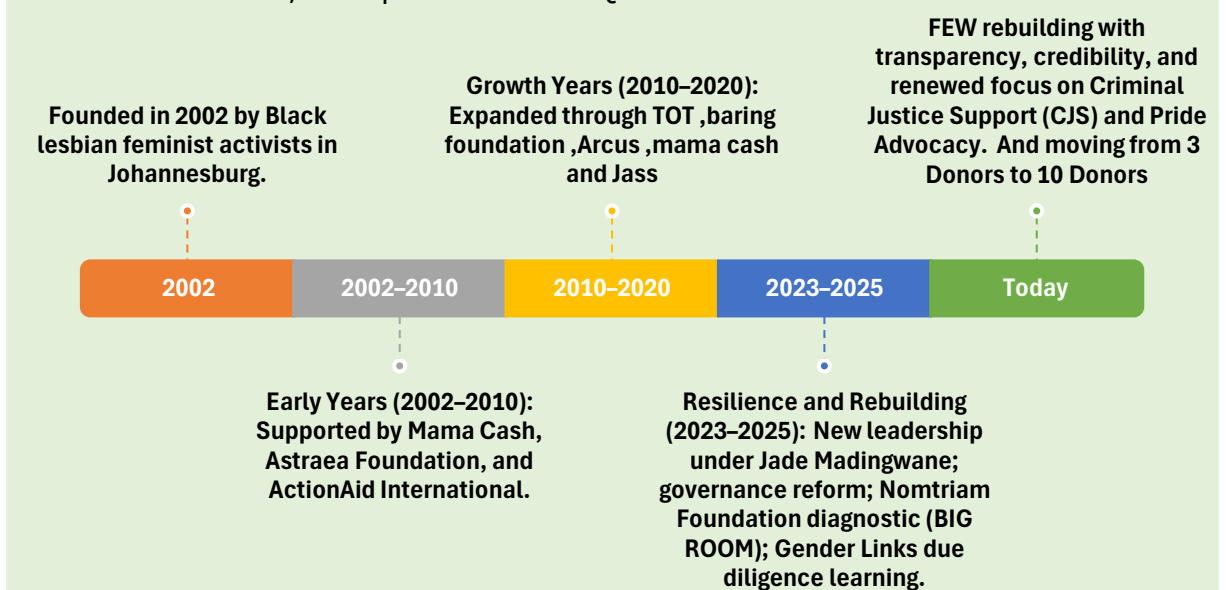 FEW rebuilding with
transparency, credibility, and
renewed focus on Criminal
Justice Support (CJS) and Pride
Advocacy.  And moving from 3
Donors to 10 Donors
Growth Years (2010–2020):
Expanded through TOT ,baring
foundation ,Arcus ,mama cash
and Jass
Founded in 2002 by Black
lesbian feminist activists in
Johannesburg.
2002
2002–2010
2010–2020
2023–2025
Today
Early Years (2002–2010):
Supported by Mama Cash,
Astraea Foundation, and
ActionAid International.
Resilience and Rebuilding
(2023–2025): New leadership
under Jade Madingwane;
governance reform; Nomtriam
Foundation diagnostic (BIG
ROOM); Gender Links due
diligence learning.